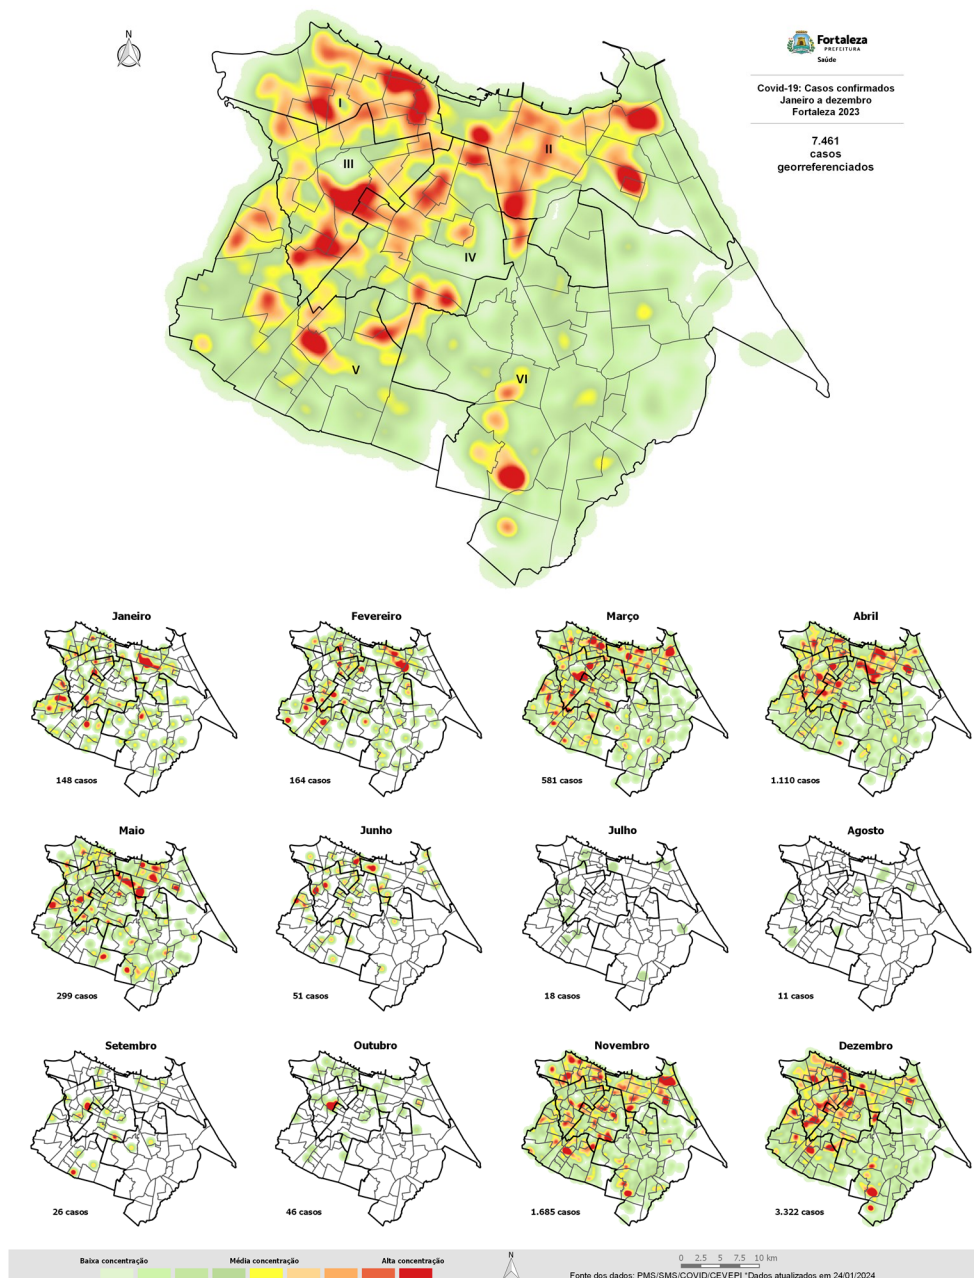 N
Fortaleza
PREFEITURA
Saúde
Covid-19: Casos confirmados
Janeiro a dezembro
Fortaleza 2023
7.461
casos
georreferenciados
I
II
III
IV
V
VI
Janeiro
Fevereiro
Março
Abril
148 casos
164 casos
581 casos
1.110 casos
Maio
Junho
Julho
Agosto
299 casos
51 casos
18 casos
11 casos
Setembro
Outubro
Novembro
Dezembro
26 casos
46 casos
1.685 casos
3.322 casos
Baixa concentração
Média concentração
Alta concentração
N
0 2.5 5 7.5 10 km
Fonte dos dados: PMS/SMS/COVID/CEVEPI *Dados atualizados em 24/01/2024